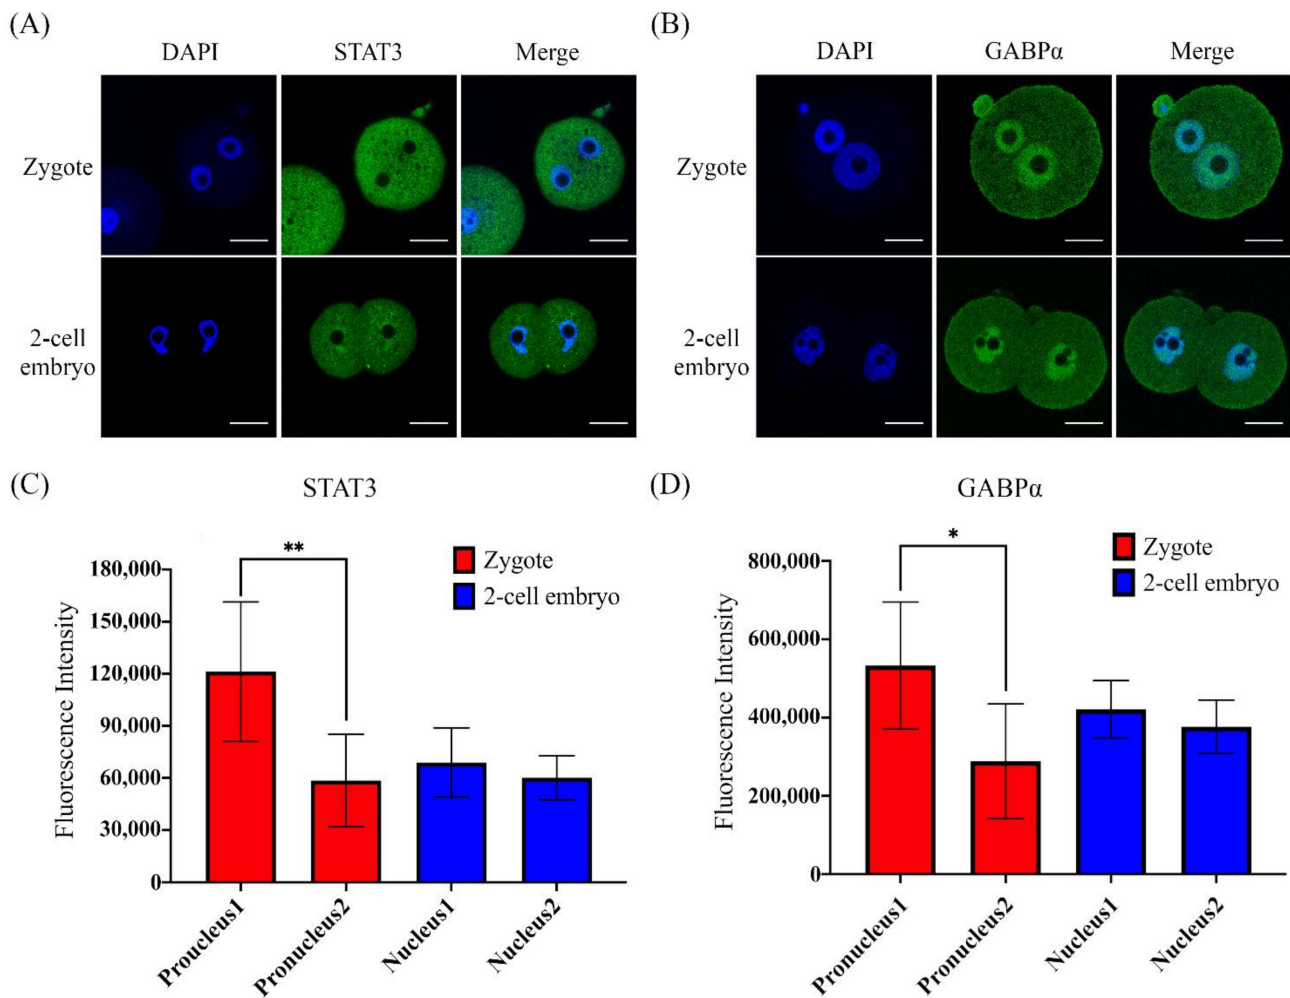 (A)
DAPI STAT3 Merge
Zygote
2-cell
embryo
(B)
DAPI GABPα Merge
Zygote
2-cell
embryo
(C)
STAT3
**
Zygote
2-cell embryo
Fluorescence Intensity
180,000
150,000
120,000
90,000
60,000
30,000
0
Proucleus1
Pronucleus2
Nucleus1
Nucleus2
(D)
GABPα
*
Zygote
2-cell embryo
Fluorescence Intensity
800,000
600,000
400,000
200,000
0
Pronucleus1
Pronucleus2
Nucleus1
Nucleus2